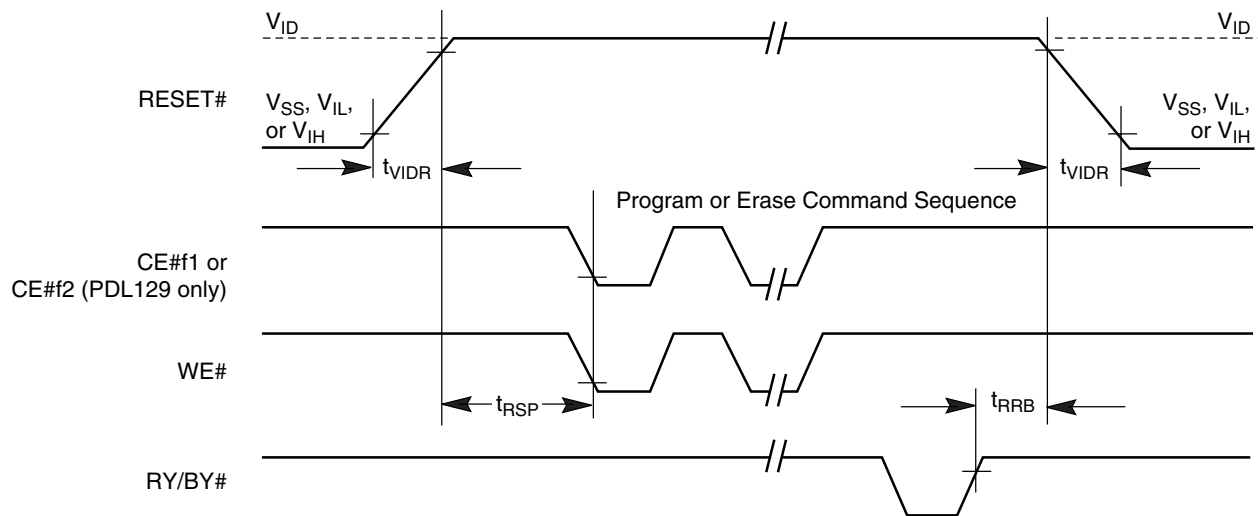 V_ID
V_ID
RESET#
V_SS, V_IL,
or V_IH
V_SS, V_IL,
or V_IH
t_VIDR
t_VIDR
Program or Erase Command Sequence
CE#f1 or
CE#f2 (PDL129 only)
WE#
t_RSP
t_RRB
RY/BY#